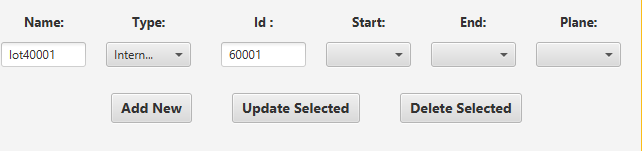 Name: Type: Id : Start: End: Plane:
lot40001 Intern... 60001
Add New Update Selected Delete Selected